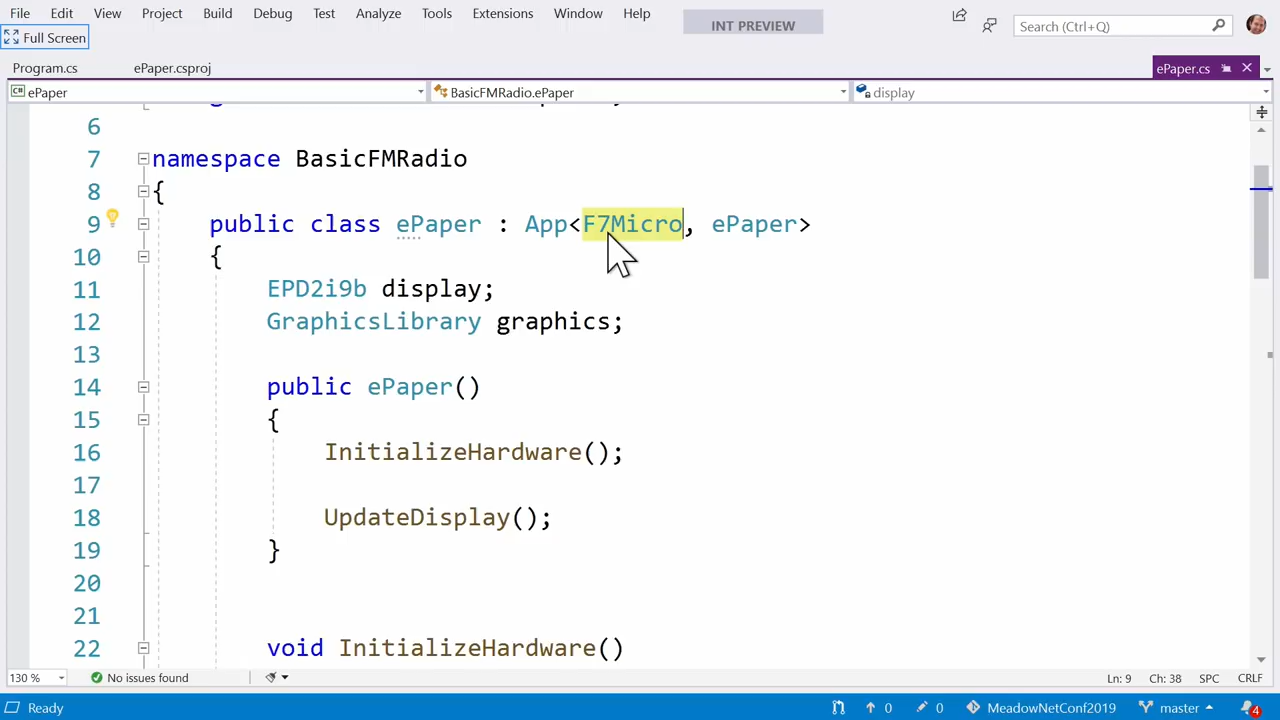 File Edit View Project Build Debug Test Analyze Tools Extensions Window Help INT PREVIEW Search (Ctrl+Q)
Full Screen
Program.cs ePaper.csproj ePaper.cs
C# ePaper BasicFMRadio.ePaper display
6
7 namespace BasicFMRadio
8 {
9 public class ePaper : App<F7Micro, ePaper>
10 {
11 EPD2i9b display;
12 GraphicsLibrary graphics;
13
14 public ePaper()
15 {
16 InitializeHardware();
17
18 UpdateDisplay();
19 }
20
21
22 void InitializeHardware()
130 % No issues found Ln: 9 Ch: 38 SPC CRLF
Ready 0 0 MeadowNetConf2019 master 4